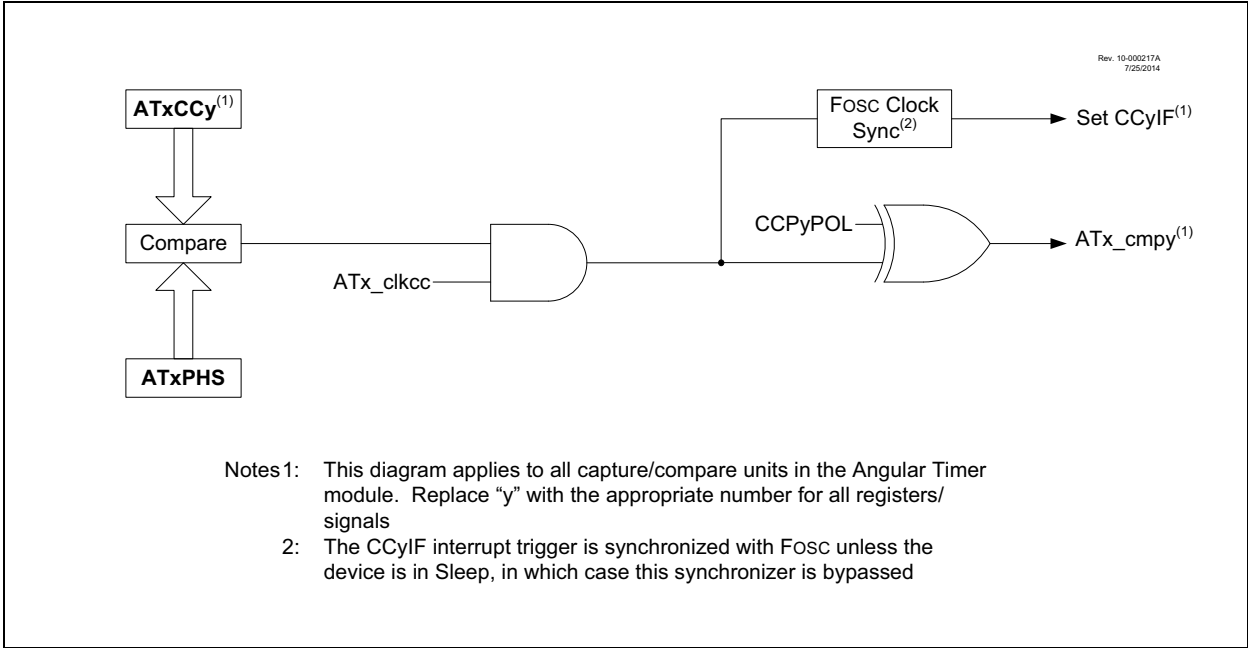 Rev. 10-000217A
7/25/2014
ATxCCy(1)
FOSC Clock
Sync(2)
Set CCyIF(1)
Compare
CCPyPOL
ATx_cmpy(1)
ATx_clkcc
ATxPHS
Notes1: This diagram applies to all capture/compare units in the Angular Timer
module. Replace “y” with the appropriate number for all registers/
signals
2: The CCyIF interrupt trigger is synchronized with FOSC unless the
device is in Sleep, in which case this synchronizer is bypassed